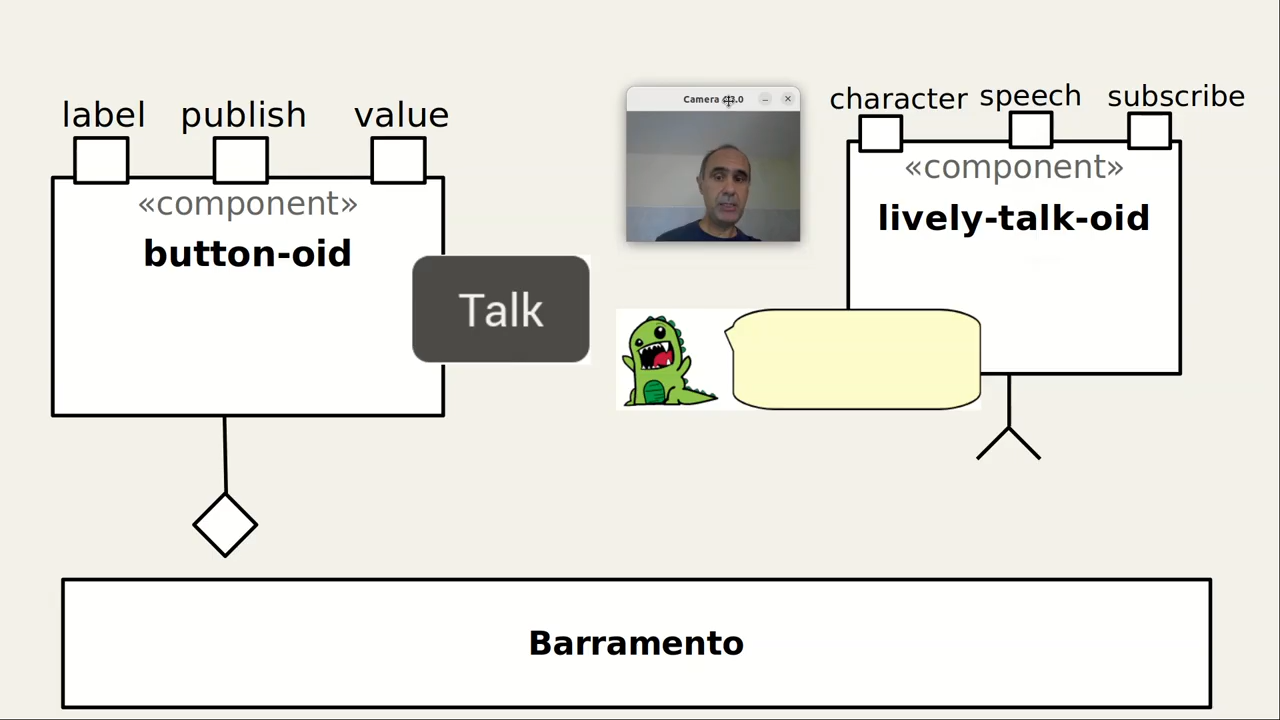 label publish value
«component»
button-oid
Talk
Camera
character speech subscribe
«component»
lively-talk-oid
Barramento